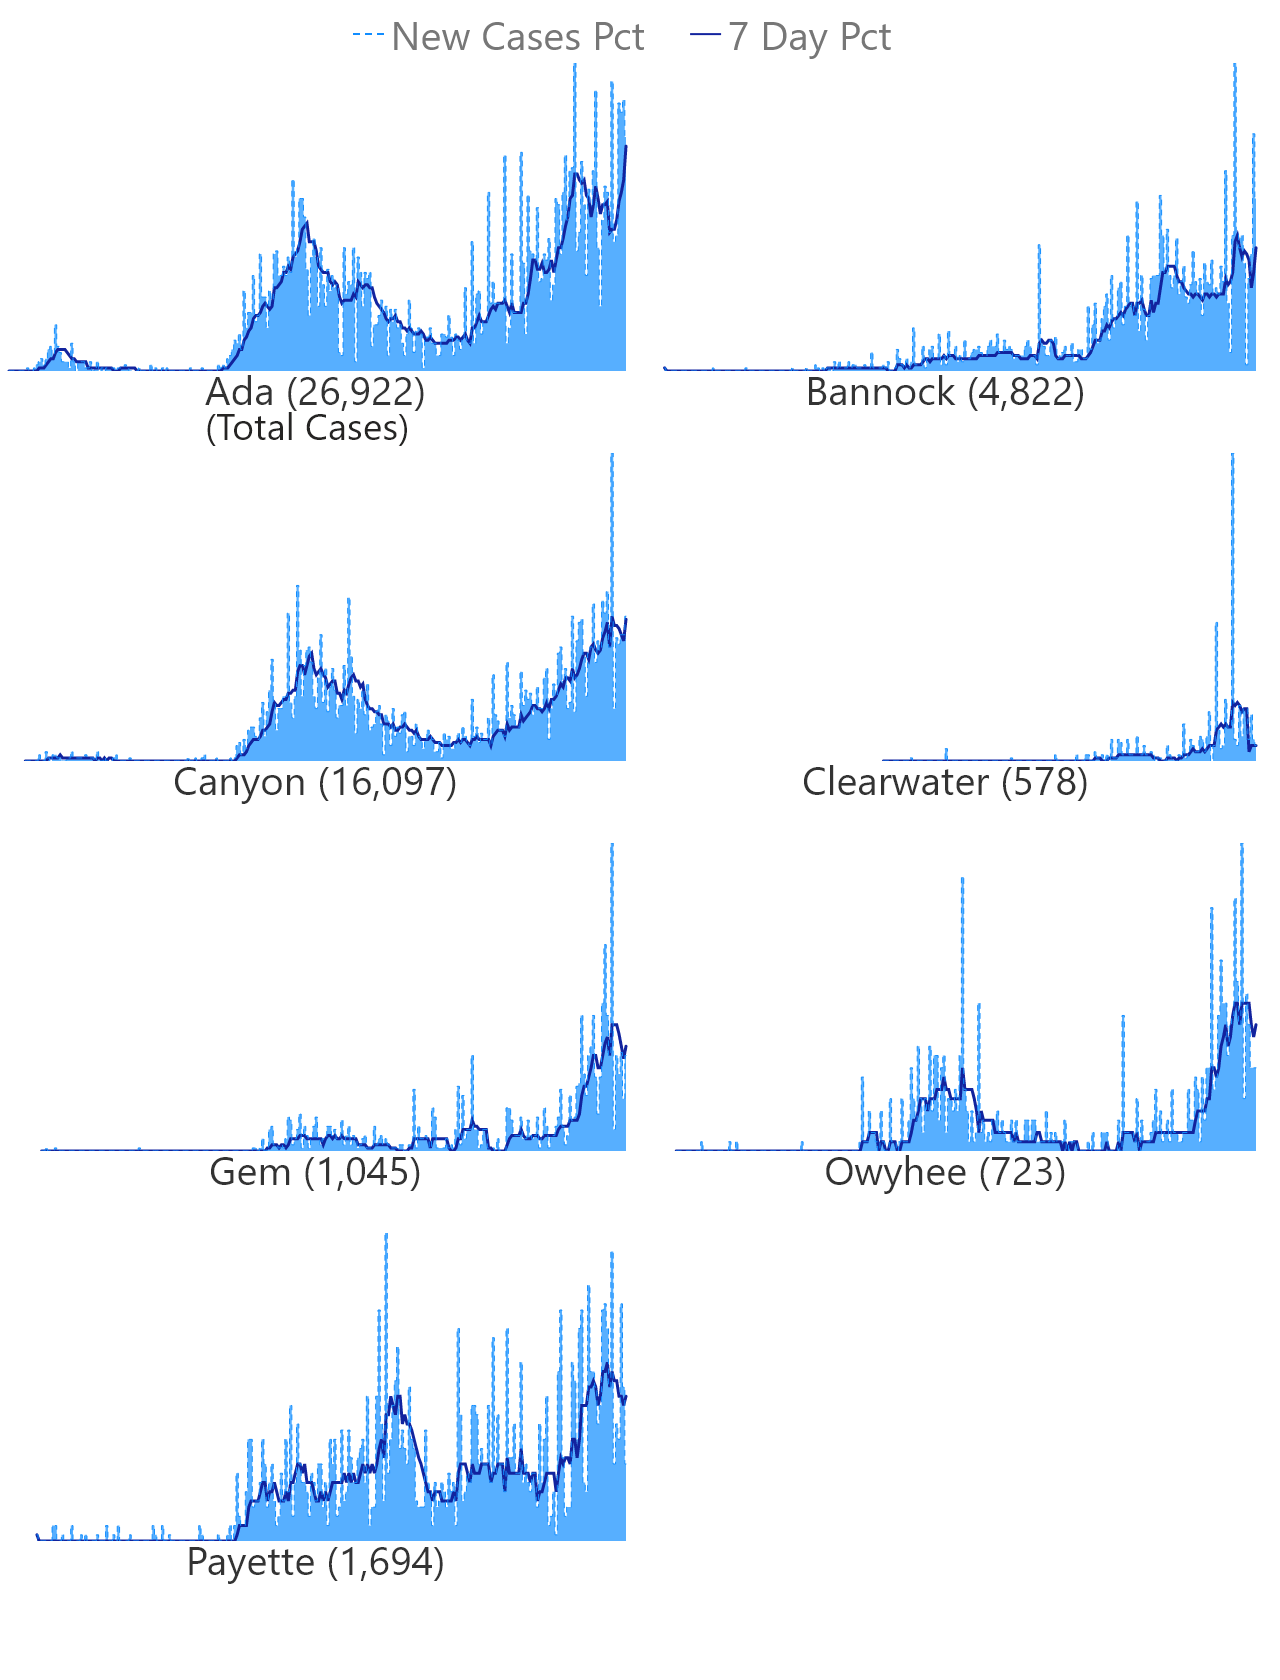 New Cases Pct 7 Day Pct
Ada (26,922)
(Total Cases)
Bannock (4,822)
Canyon (16,097)
Clearwater (578)
Gem (1,045)
Owyhee (723)
Payette (1,694)